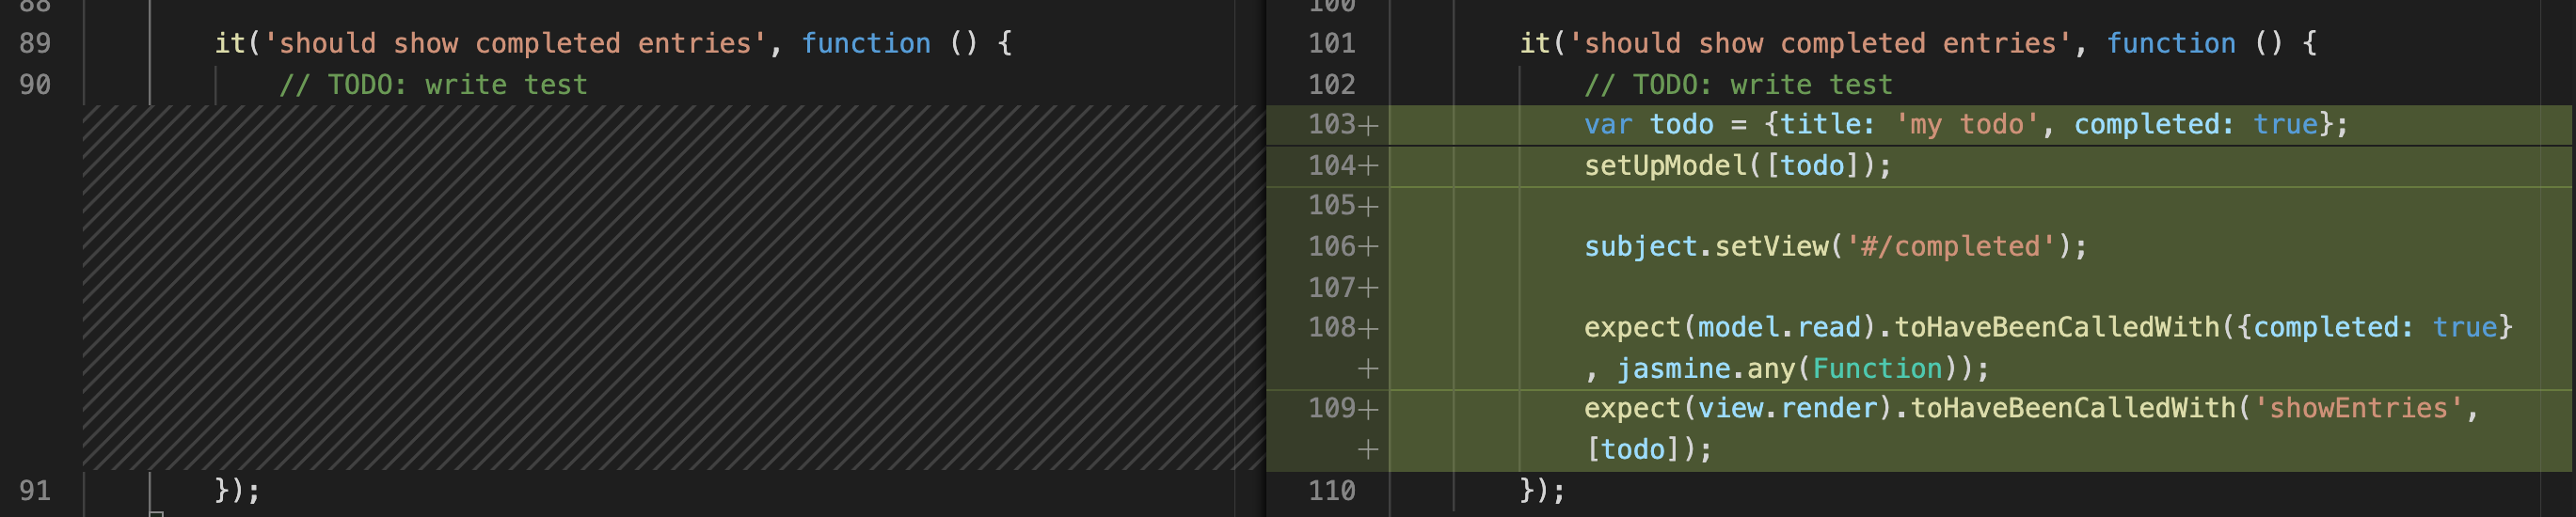 88
89 it('should show completed entries', function () {
90 // TODO: write test
91 });
100
101 it('should show completed entries', function () {
102 // TODO: write test
103+ var todo = {title: 'my todo', completed: true};
104+ setUpModel([todo]);
105+
106+ subject.setView('#/completed');
107+
108+ expect(model.read).toHaveBeenCalledWith({completed: true}
+ , jasmine.any(Function));
109+ expect(view.render).toHaveBeenCalledWith('showEntries',
+ [todo]);
110 });